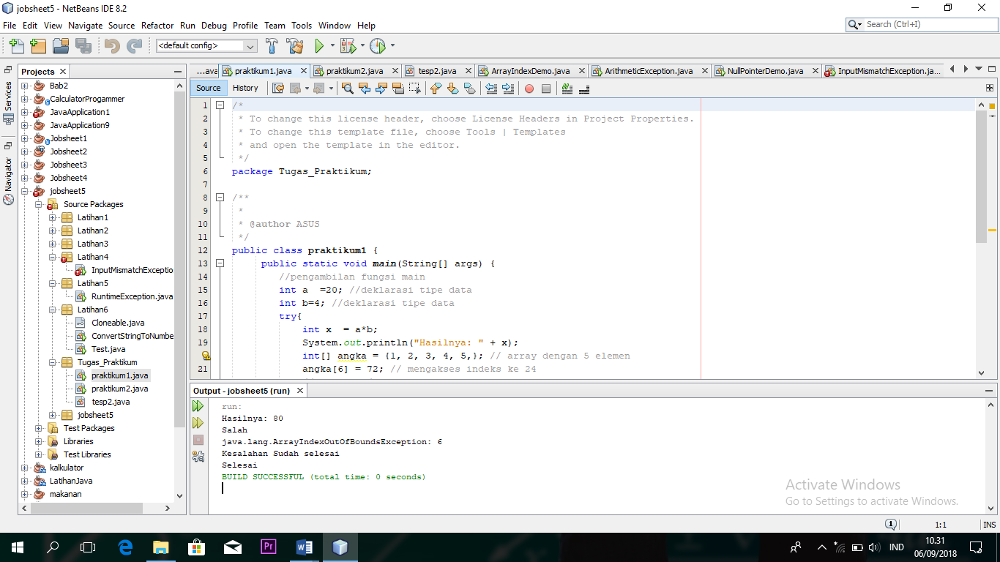 jobsheet5 - NetBeans IDE 8.2
File Edit View Navigate Source Refactor Run Debug Profile Team Tools Window Help
Search (Ctrl+I)
<default config>
Projects
...ava praktikum1.java praktikum2.java tesp2.java ArrayIndexDemo.java ArithmeticException.java NullPointerDemo.java InputMismatchException.ja...
Services
Navigator
Bab2
CalculatorProgammer
JavaApplication1
JavaApplication9
Jobsheet1
Jobsheet2
Jobsheet3
Jobsheet4
jobsheet5
Source Packages
Latihan1
Latihan2
Latihan3
Latihan4
InputMismatchExceptio
Latihan5
RuntimeException.java
Latihan6
Cloneable.java
ConvertStringToNumbe
Test.java
Tugas_Praktikum
praktikum1.java
praktikum2.java
tesp2.java
jobsheet5
Test Packages
Libraries
Test Libraries
kalkulator
LatihanJava
makanan
Source History
1 /*
2 * To change this license header, choose License Headers in Project Properties.
3 * To change this template file, choose Tools | Templates
4 * and open the template in the editor.
5 */
6 package Tugas_Praktikum;
7
8 /**
9 *
10 * @author ASUS
11 */
12 public class praktikum1 {
13 public static void main(String[] args) {
14 //pengambilan fungsi main
15 int a  =20; //deklarasi tipe data
16 int b=4; //deklarasi tipe data
17 try{
18 int x  = a*b;
19 System.out.println("Hasilnya: " + x);
int[] angka = {1, 2, 3, 4, 5,}; // array dengan 5 elemen
21 angka[6] = 72; // mengakses indeks ke 24
Output - jobsheet5 (run)
run:
Hasilnya: 80
Salah
java.lang.ArrayIndexOutOfBoundsException: 6
Kesalahan Sudah selesai
Selesai
BUILD SUCCESSFUL (total time: 0 seconds)
Activate Windows
Go to Settings to activate Windows.
1 1:1 INS
Pr
IND
10.31
06/09/2018